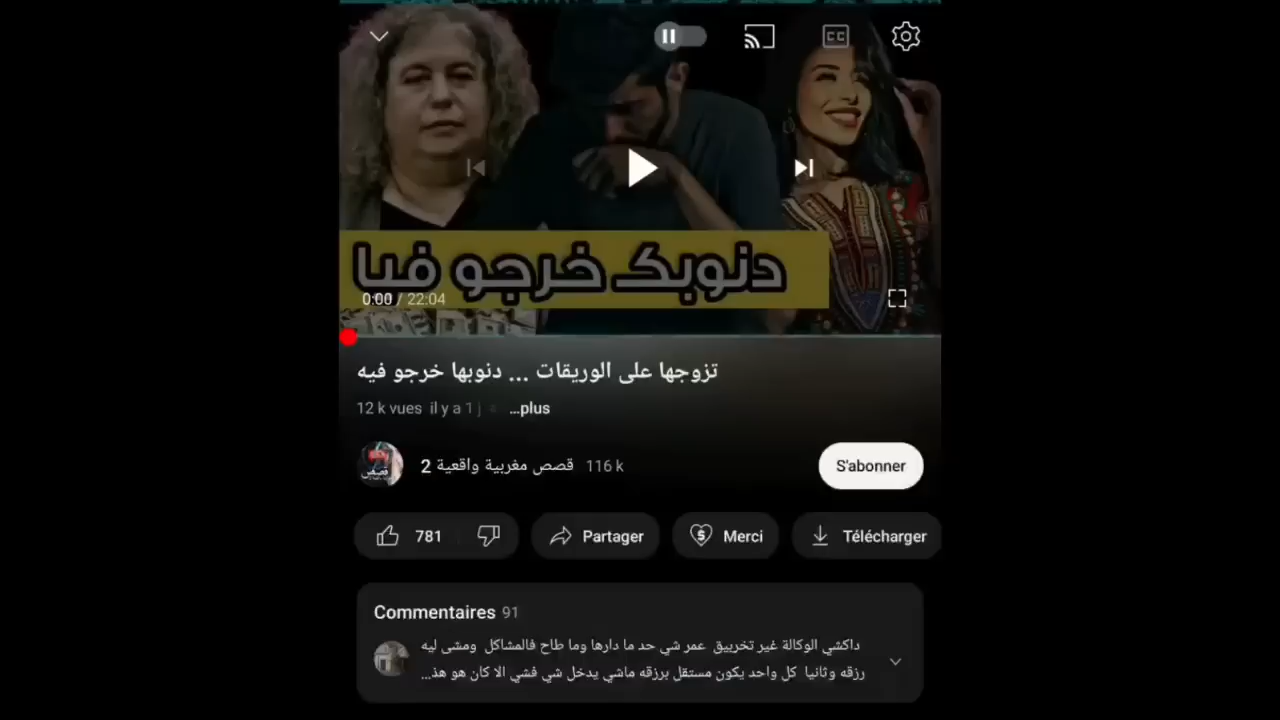 دنوبك خرجو فيا
0:00 / 22:04
تزوجها على الوريقات ... دنوبها خرجو فيه
12 k vues il y a 1 j ...plus
قصص مغربية واقعية 2 116 k
S'abonner
781 Partager Merci Télécharger
Commentaires 91
داكشي الوكالة غير تخربيق عمر شي حد ما دارها وما طاح فالمشاكل ومشى ليه
رزقه وثانيا كل واحد يكون مستقل برزقه ماشي يدخل شي فشي الا كان هو هذ...